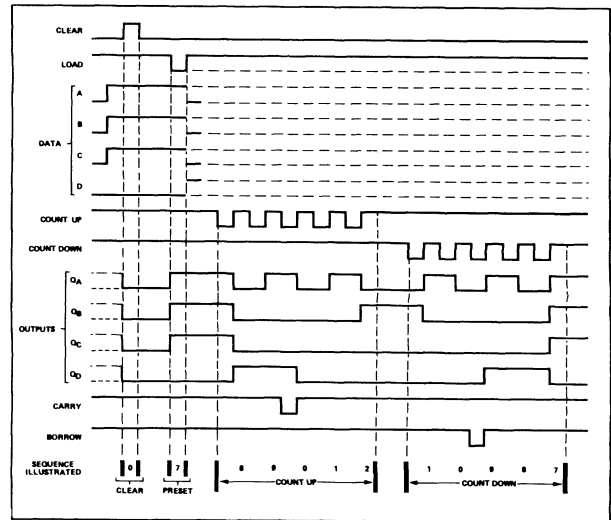 CLEAR
LOAD
A
B
DATA
C
D
COUNT UP
COUNT DOWN
QA
QB
OUTPUTS
QC
QD
CARRY
BORROW
SEQUENCE ILLUSTRATED
0 7 8 9 0 1 2 1 0 9 8 7
CLEAR PRESET COUNT UP COUNT DOWN